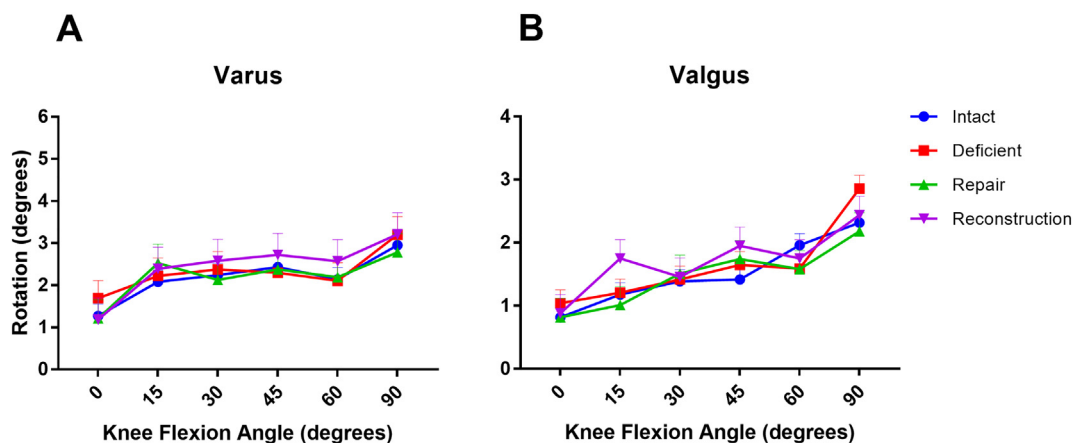 A
Varus
Rotation (degrees)
6
5
4
3
2
1
0
0
15
30
45
60
90
Knee Flexion Angle (degrees)
B
Valgus
4
3
2
1
0
0
15
30
45
60
90
Knee Flexion Angle (degrees)
Intact
Deficient
Repair
Reconstruction